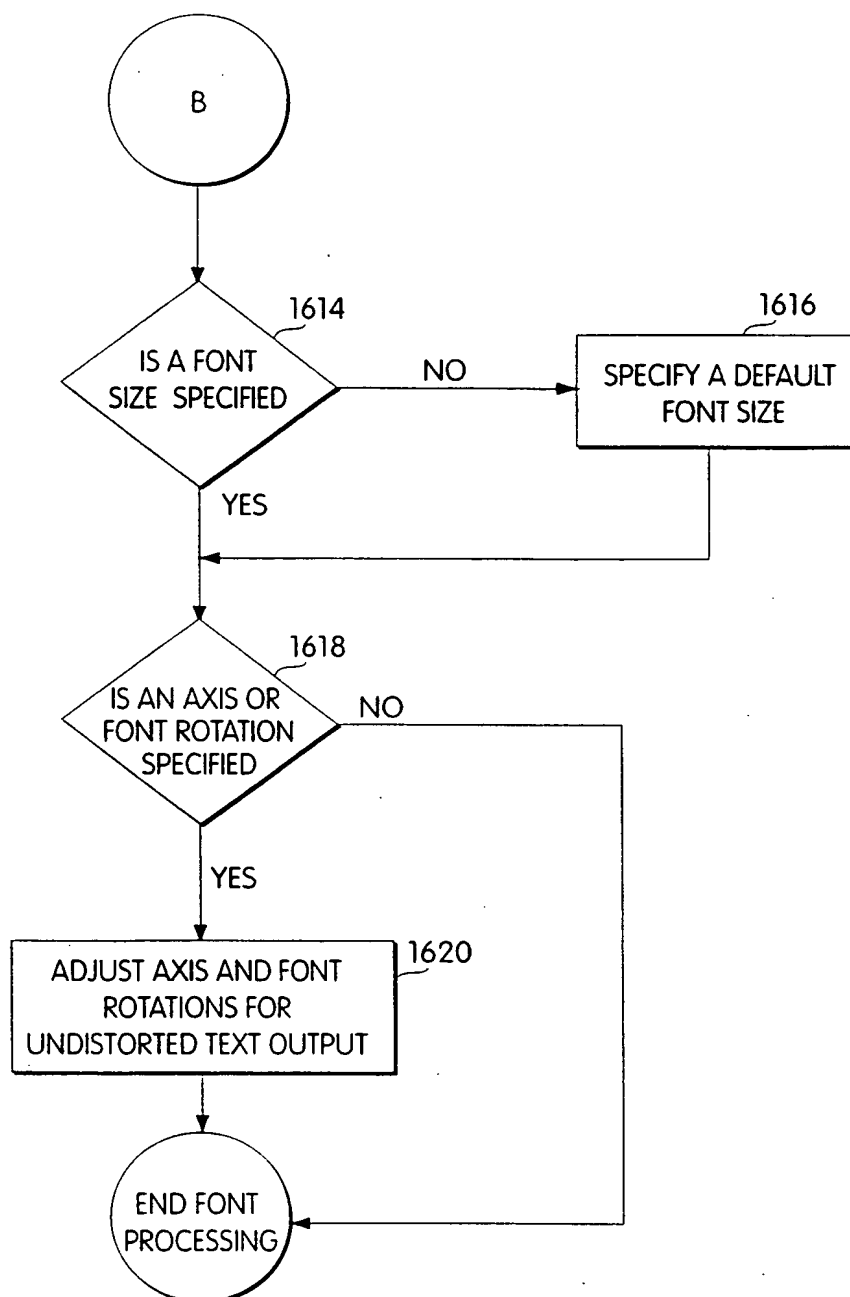 B
1614
IS A FONT
SIZE SPECIFIED
NO
1616
SPECIFY A DEFAULT
FONT SIZE
YES
1618
IS AN AXIS OR
FONT ROTATION
SPECIFIED
NO
YES
1620
ADJUST AXIS AND FONT
ROTATIONS FOR
UNDISTORTED TEXT OUTPUT
END FONT
PROCESSING